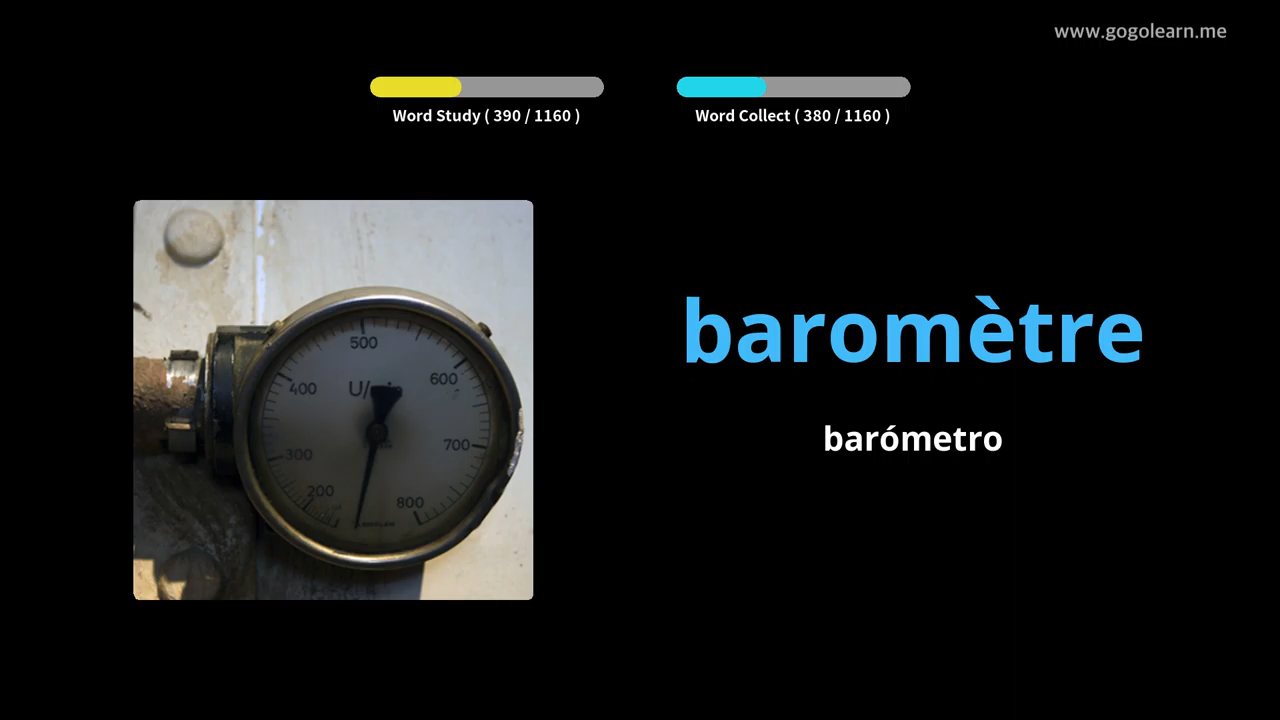 www.gogolearn.me
Word Study ( 390 / 1160 )
Word Collect ( 380 / 1160 )
500
600
400
700
300
200
800
baromètre
barómetro